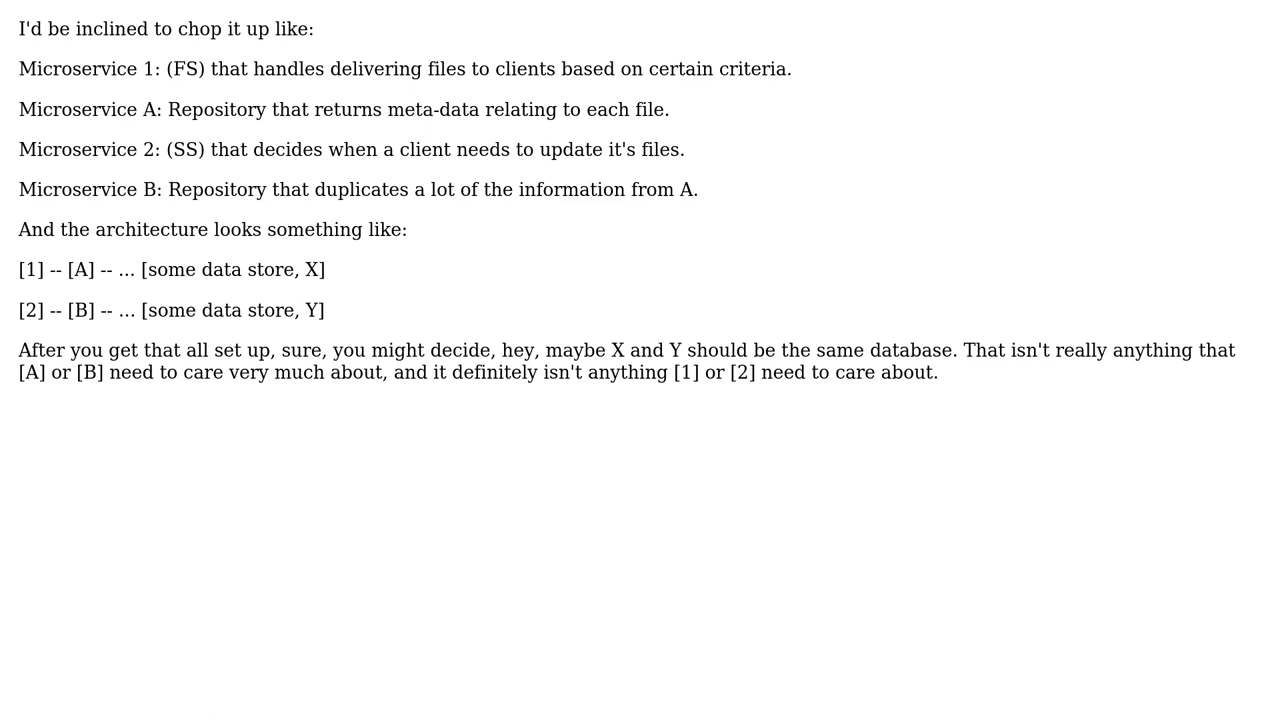 I'd be inclined to chop it up like:
Microservice 1: (FS) that handles delivering files to clients based on certain criteria.
Microservice A: Repository that returns meta-data relating to each file.
Microservice 2: (SS) that decides when a client needs to update it's files.
Microservice B: Repository that duplicates a lot of the information from A.
And the architecture looks something like:
[1] -- [A] -- ... [some data store, X]
[2] -- [B] -- ... [some data store, Y]
After you get that all set up, sure, you might decide, hey, maybe X and Y should be the same database. That isn't really anything that
[A] or [B] need to care very much about, and it definitely isn't anything [1] or [2] need to care about.